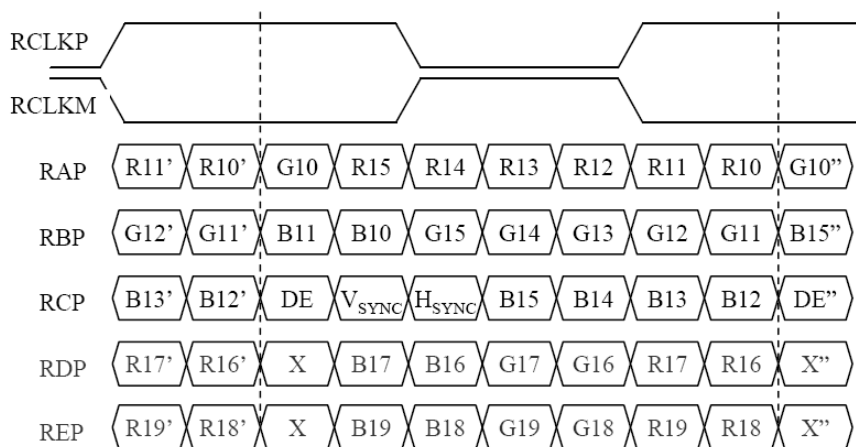 RCLKP
RCLKM
RAP R11’ R10’ G10 R15 R14 R13 R12 R11 R10 G10”
RBP G12’ G11’ B11 B10 G15 G14 G13 G12 G11 B15”
RCP B13’ B12’ DE VSYNC HSYNC B15 B14 B13 B12 DE”
RDP R17’ R16’ X B17 B16 G17 G16 R17 R16 X”
REP R19’ R18’ X B19 B18 G19 G18 R19 R18 X”